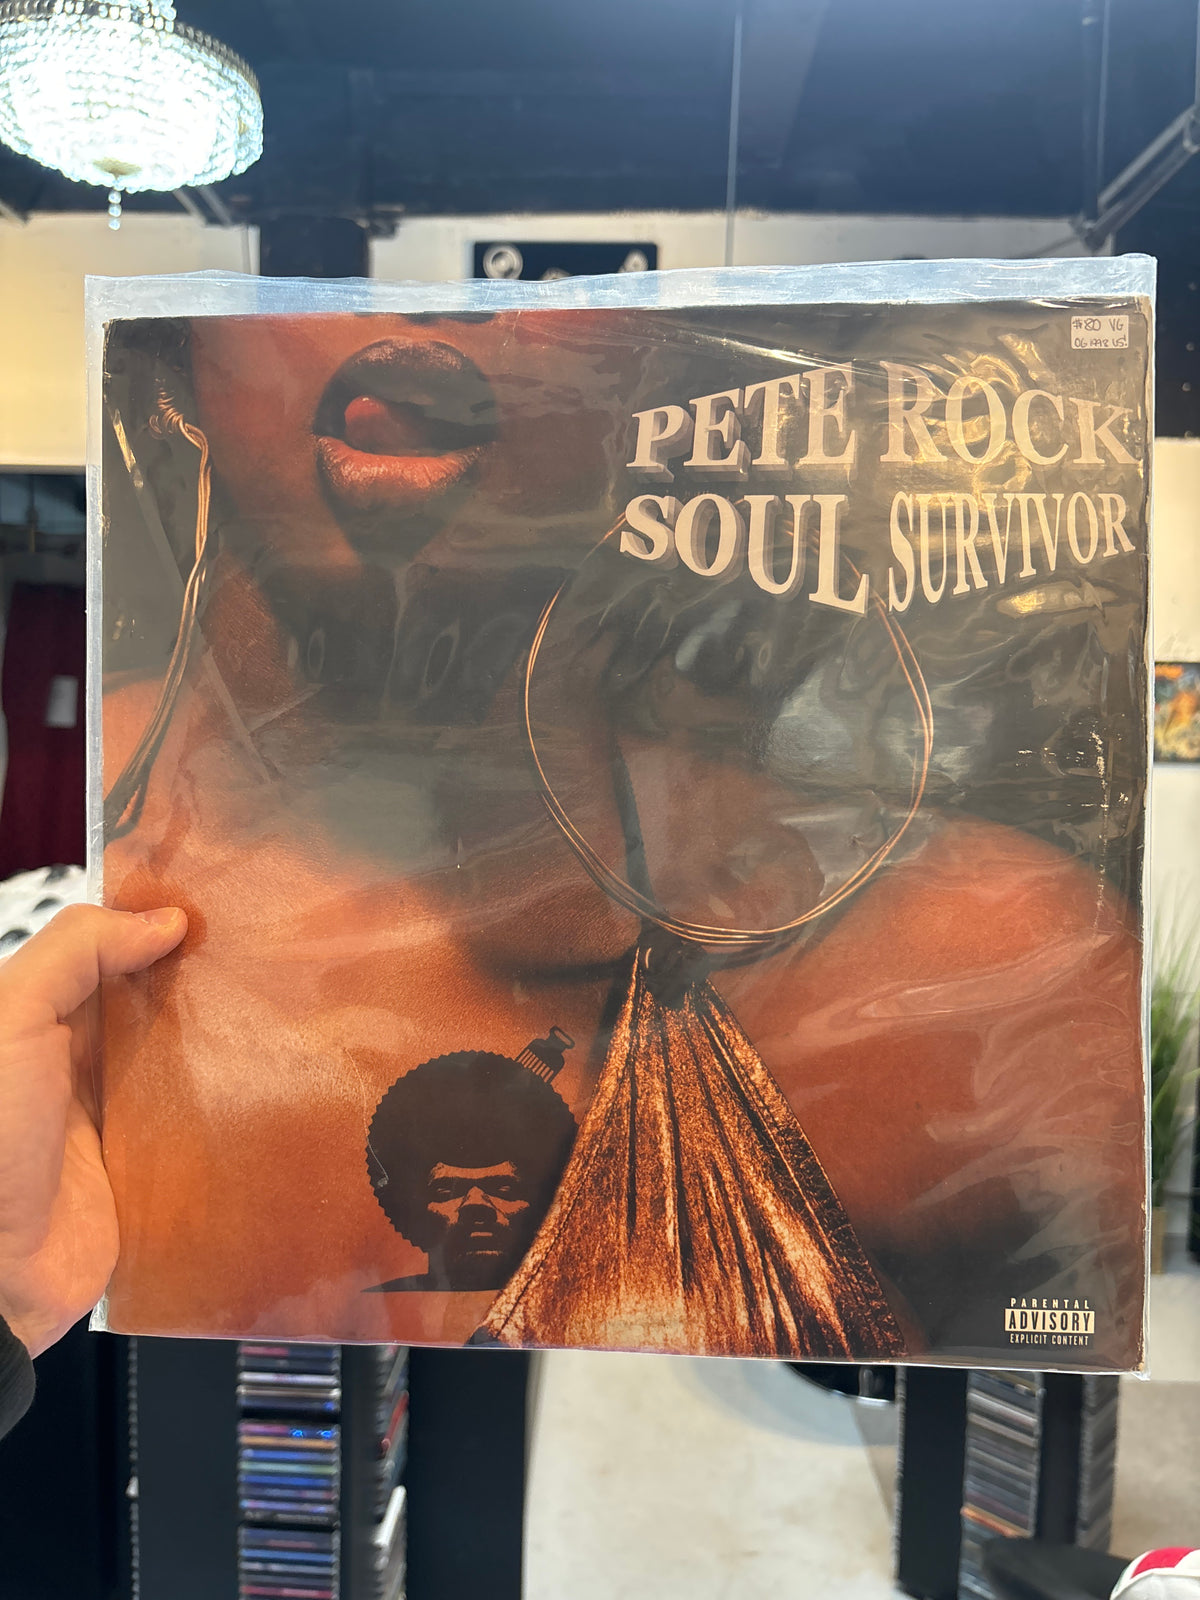 $80 VG
OG 1998 US!
PETE ROCK
SOUL SURVIVOR
PARENTAL
ADVISORY
EXPLICIT CONTENT